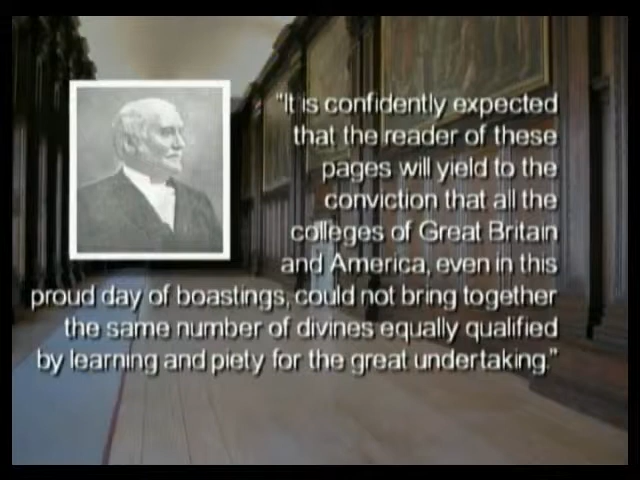 "It is confidently expected
that the reader of these
pages will yield to the
conviction that all the
colleges of Great Britain
and America, even in this
proud day of boastings, could not bring together
the same number of divines equally qualified
by learning and piety for the great undertaking."